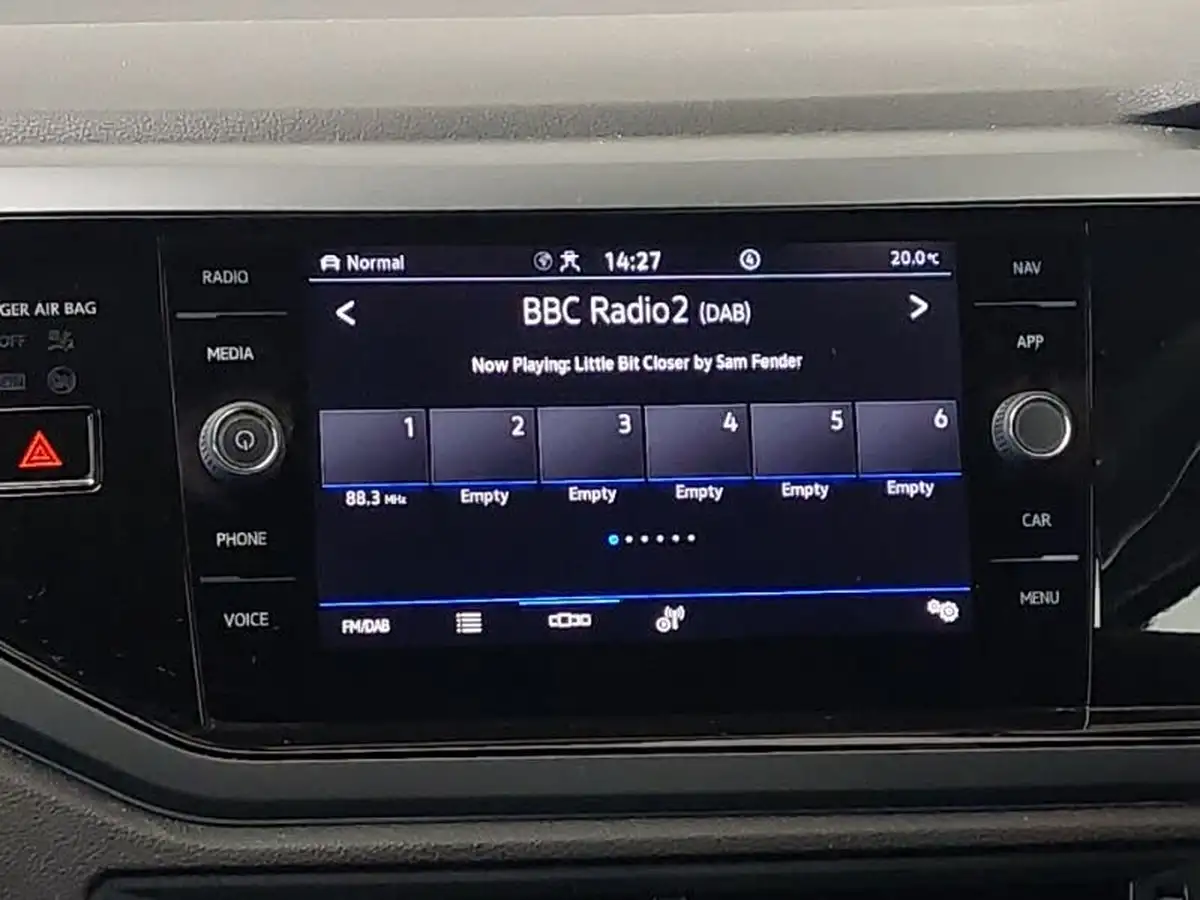 GER AIR BAG
OFF
RADIO
MEDIA
PHONE
VOICE
Normal 14:27 4 20.0°C
< BBC Radio2 (DAB) >
Now Playing: Little Bit Closer by Sam Fender
1 2 3 4 5 6
88.3 MHz Empty Empty Empty Empty Empty
FM/DAB
NAV
APP
CAR
MENU